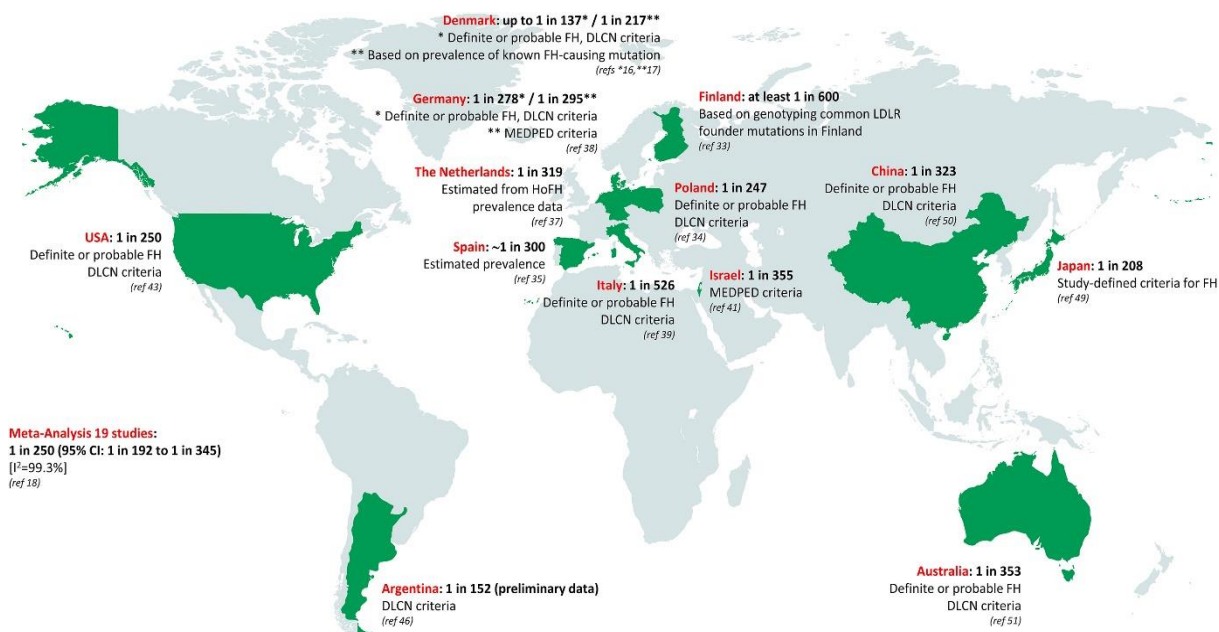 Denmark: up to 1 in 137* / 1 in 217**
* Definite or probable FH, DLCN criteria
** Based on prevalence of known FH-causing mutation
(refs *16,**17)
Germany: 1 in 278* / 1 in 295**
* Definite or probable FH, DLCN criteria
** MEDPED criteria
(ref 38)
Finland: at least 1 in 600
Based on genotyping common LDLR
founder mutations in Finland
(ref 33)
The Netherlands: 1 in 319
Estimated from HoFH
prevalence data
(ref 37)
Poland: 1 in 247
Definite or probable FH
DLCN criteria
(ref 34)
China: 1 in 323
Definite or probable FH
DLCN criteria
(ref 50)
USA: 1 in 250
Definite or probable FH
DLCN criteria
(ref 43)
Spain: ~1 in 300
Estimated prevalence
(ref 35)
Italy: 1 in 526
Definite or probable FH
DLCN criteria
(ref 39)
Israel: 1 in 355
MEDPED criteria
(ref 41)
Japan: 1 in 208
Study-defined criteria for FH
(ref 49)
Meta-Analysis 19 studies:
1 in 250 (95% CI: 1 in 192 to 1 in 345)
[I²=99.3%]
(ref 18)
Argentina: 1 in 152 (preliminary data)
DLCN criteria
(ref 46)
Australia: 1 in 353
Definite or probable FH
DLCN criteria
(ref 51)